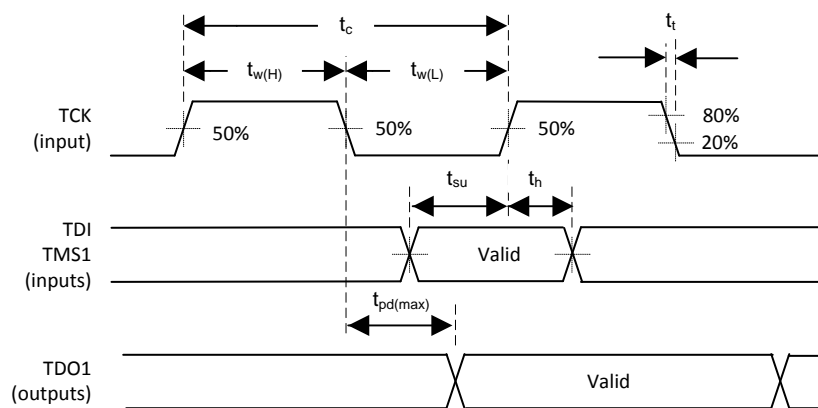 t_c
t_t
t_w(H) t_w(L)
TCK
(input)
50% 50% 50% 80%
20%
t_su t_h
TDI
TMS1
(inputs)
Valid
t_pd(max)
TDO1
(outputs)
Valid